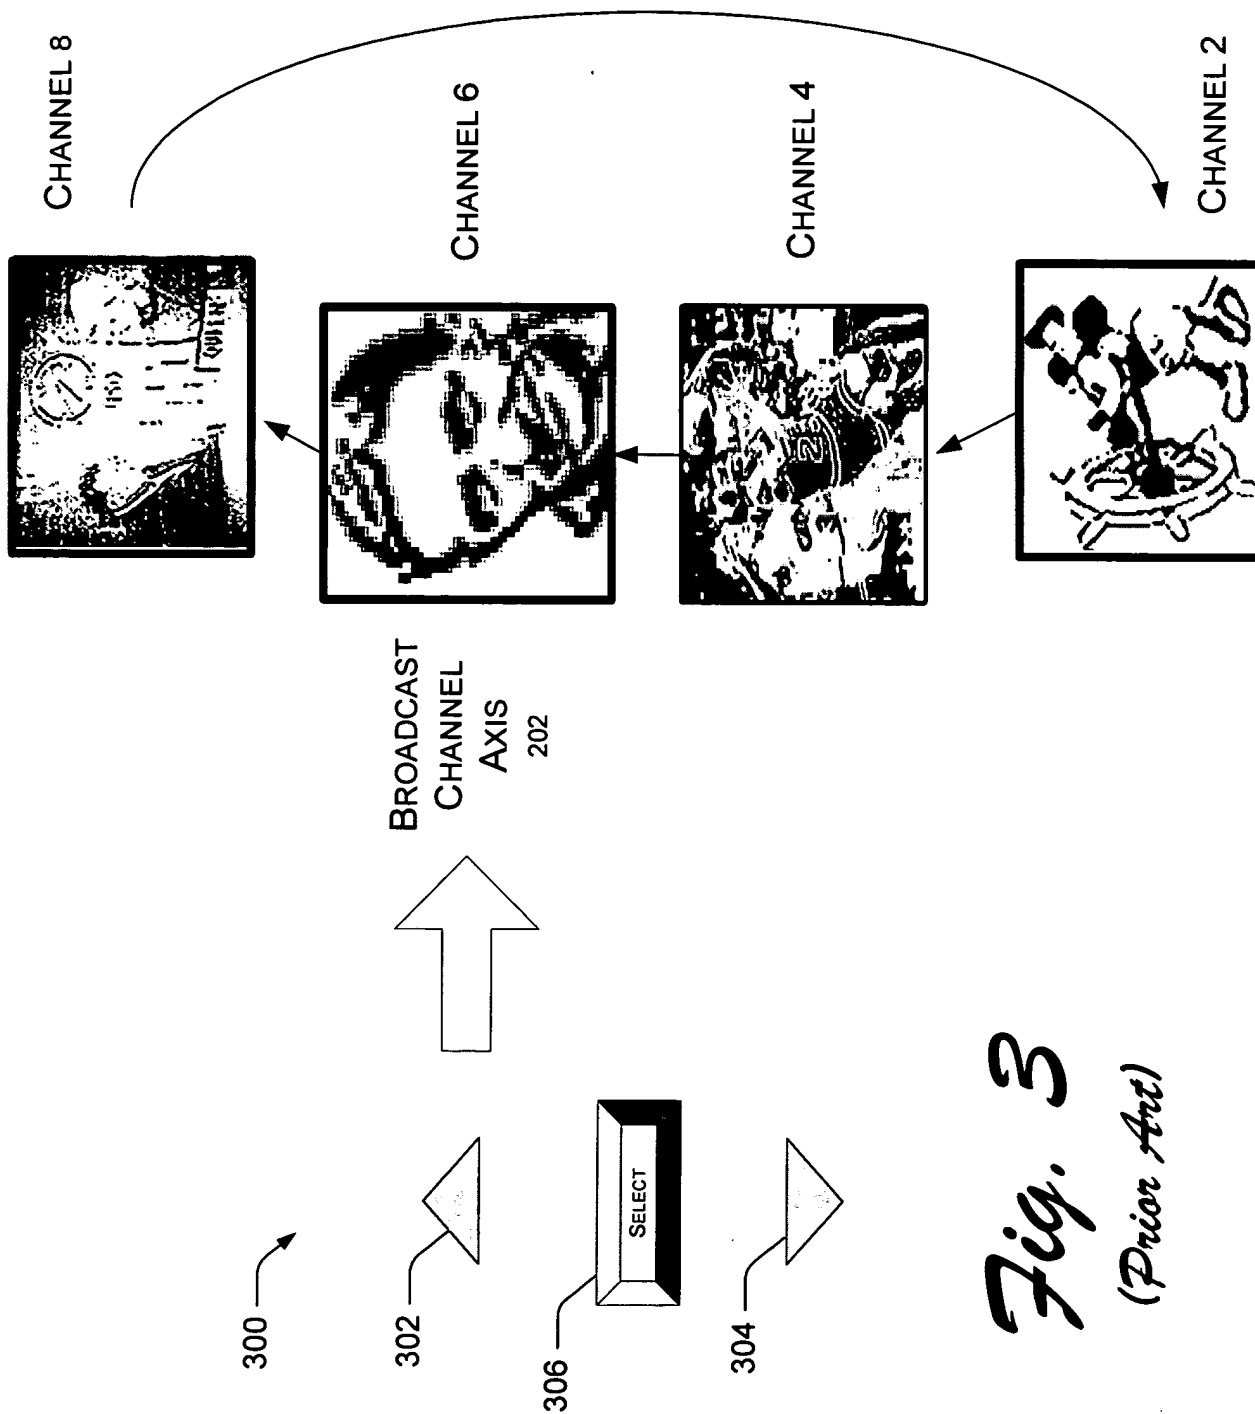 300
302
306
304
SELECT
BROADCAST
CHANNEL
AXIS
202
CHANNEL 8
CHANNEL 6
CHANNEL 4
CHANNEL 2
Fig. 3
(Prior Art)